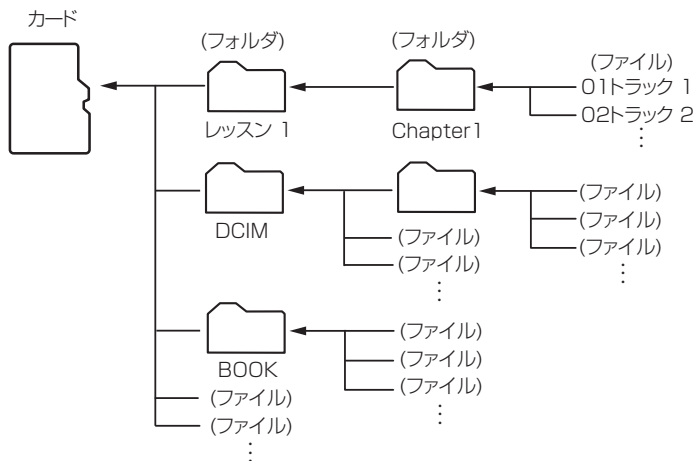 カード
(フォルダ)
(フォルダ)
(ファイル)
01トラック 1
02トラック 2
⋮
レッスン 1
Chapter1
DCIM
(ファイル)
(ファイル)
⋮
(ファイル)
(ファイル)
(ファイル)
⋮
BOOK
(ファイル)
(ファイル)
(ファイル)
⋮
(ファイル)
(ファイル)
⋮